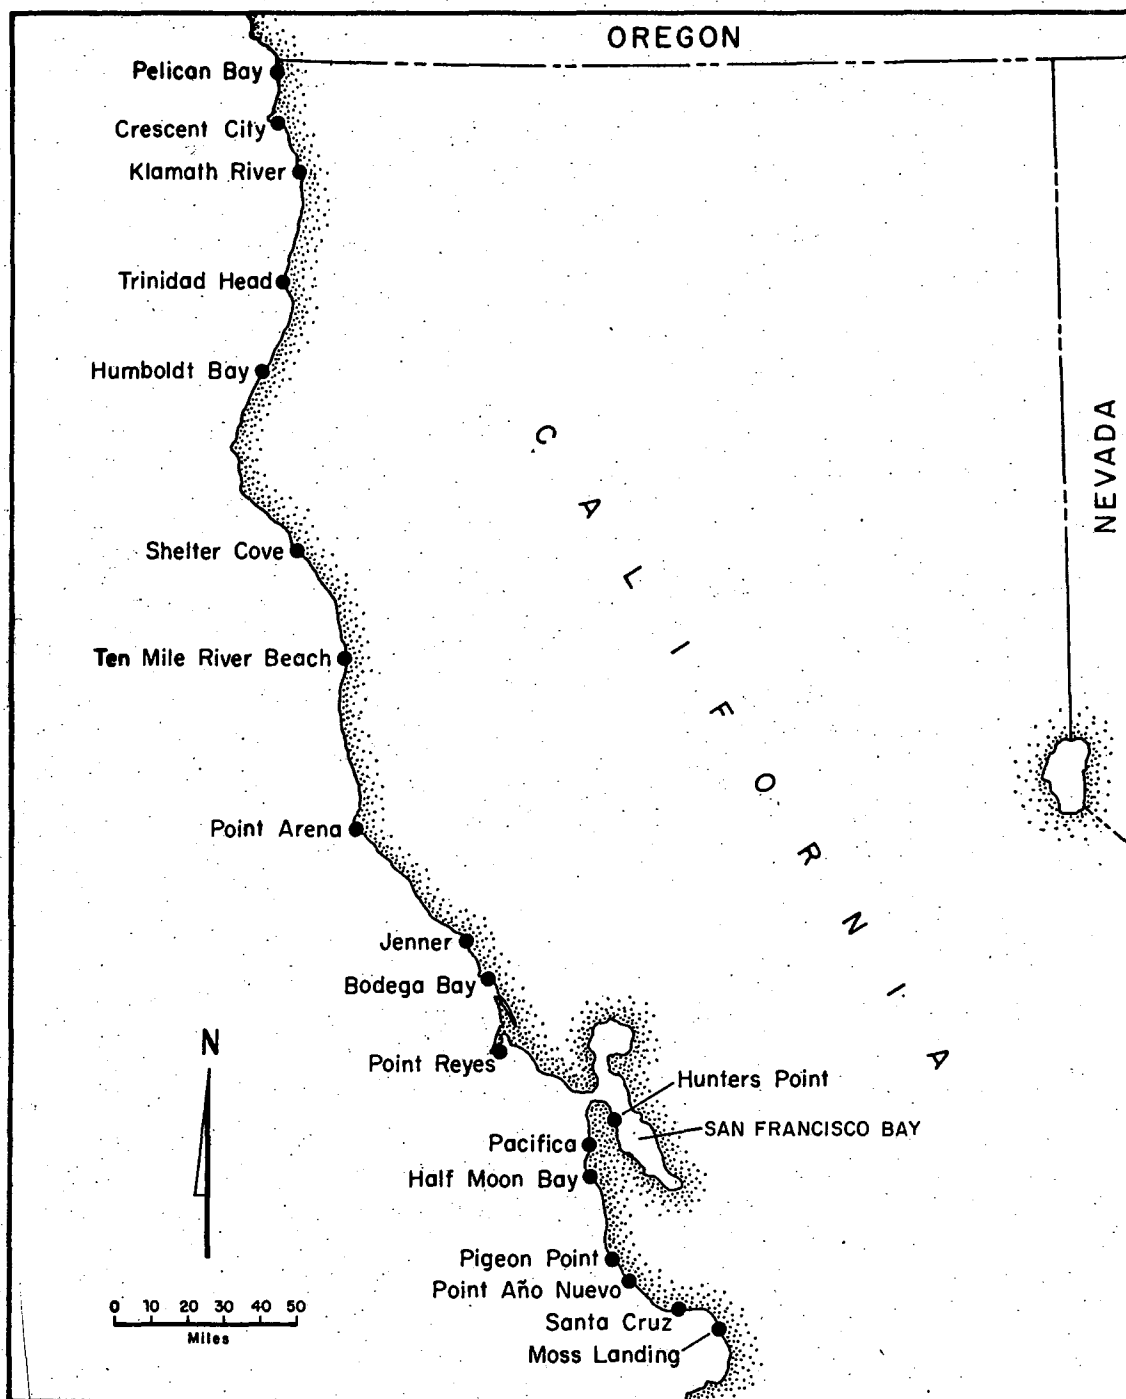 OREGON
Pelican Bay
Crescent City
Klamath River
Trinidad Head
Humboldt Bay
CALIFORNIA
NEVADA
Shelter Cove
Ten Mile River Beach
Point Arena
Jenner
Bodega Bay
Point Reyes
N
Hunters Point
SAN FRANCISCO BAY
Pacifica
Half Moon Bay
Pigeon Point
Point Año Nuevo
Santa Cruz
Moss Landing
0 10 20 30 40 50
Miles